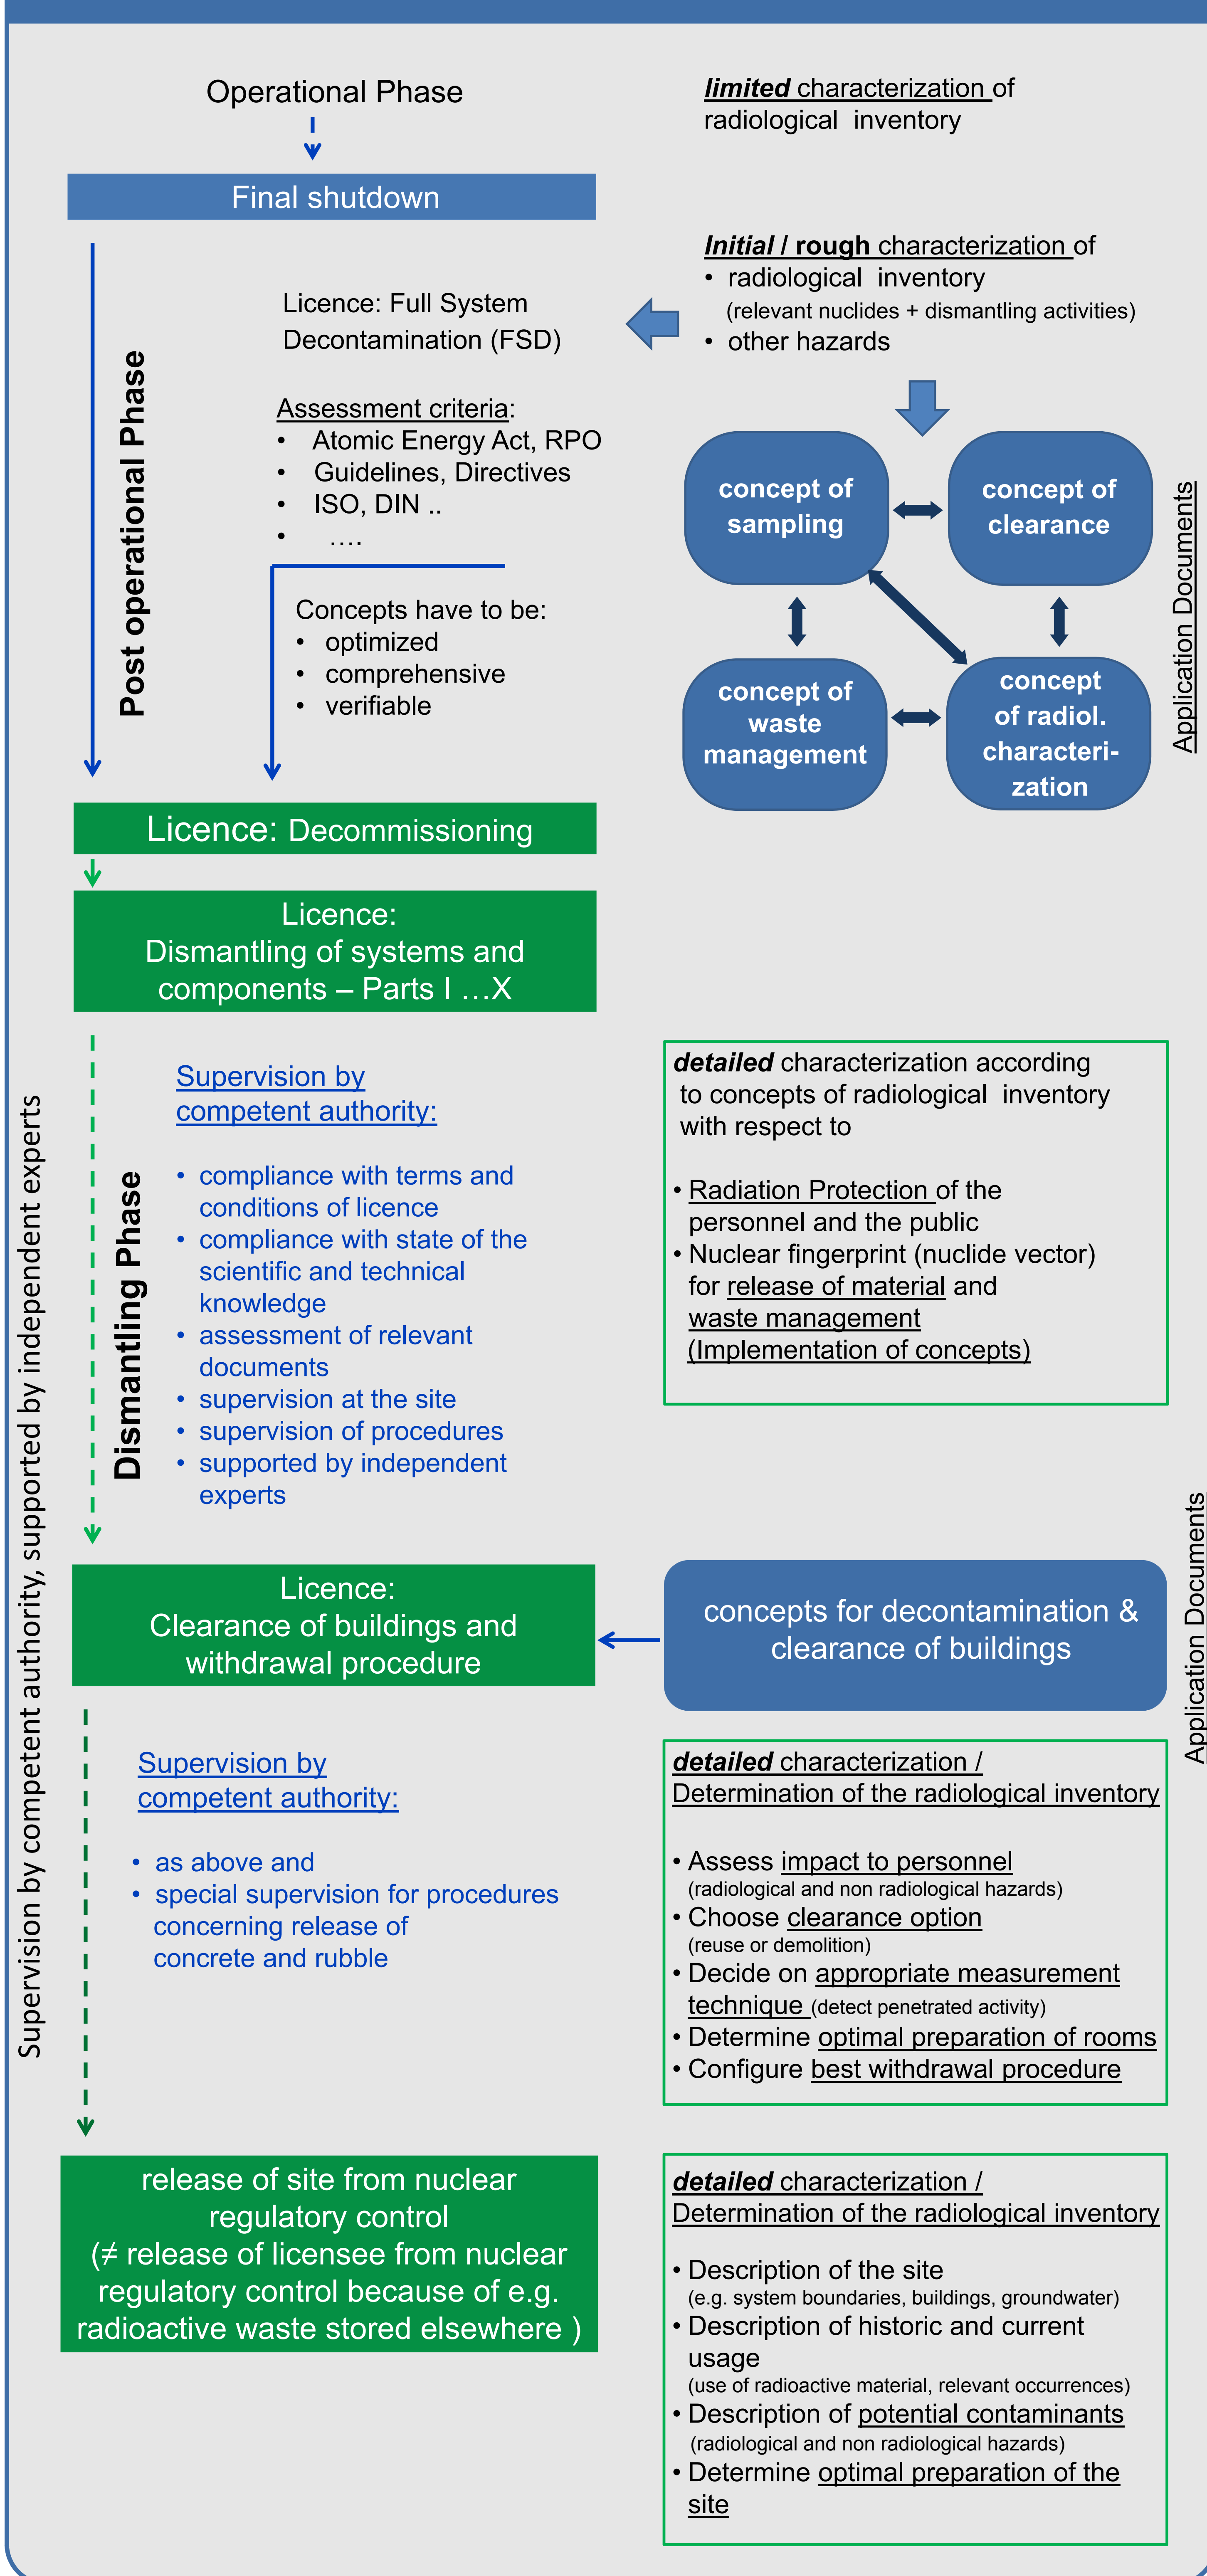 Operational Phase
limited characterization of
radiological inventory
Final shutdown
Initial / rough characterization of
• radiological inventory
(relevant nuclides + dismantling activities)
• other hazards
Licence: Full System
Decontamination (FSD)
Post operational Phase
Assessment criteria:
• Atomic Energy Act, RPO
• Guidelines, Directives
• ISO, DIN ..
• ....
Concepts have to be:
• optimized
• comprehensive
• verifiable
concept of
sampling
concept of
clearance
concept of
waste
management
concept
of radiol.
characteri-
zation
Application Documents
Licence: Decommissioning
Licence:
Dismantling of systems and
components – Parts I …X
Supervision by competent authority, supported by independent experts
Dismantling Phase
Supervision by
competent authority:
• compliance with terms and
conditions of licence
• compliance with state of the
scientific and technical
knowledge
• assessment of relevant
documents
• supervision at the site
• supervision of procedures
• supported by independent
experts
detailed characterization according
to concepts of radiological inventory
with respect to
• Radiation Protection of the
personnel and the public
• Nuclear fingerprint (nuclide vector)
for release of material and
waste management
(Implementation of concepts)
Licence:
Clearance of buildings and
withdrawal procedure
concepts for decontamination &
clearance of buildings
Application Documents
Supervision by
competent authority:
• as above and
• special supervision for procedures
concerning release of
concrete and rubble
detailed characterization /
Determination of the radiological inventory
• Assess impact to personnel
(radiological and non radiological hazards)
• Choose clearance option
(reuse or demolition)
• Decide on appropriate measurement
technique (detect penetrated activity)
• Determine optimal preparation of rooms
• Configure best withdrawal procedure
release of site from nuclear
regulatory control
(≠ release of licensee from nuclear
regulatory control because of e.g.
radioactive waste stored elsewhere )
detailed characterization /
Determination of the radiological inventory
• Description of the site
(e.g. system boundaries, buildings, groundwater)
• Description of historic and current
usage
(use of radioactive material, relevant occurrences)
• Description of potential contaminants
(radiological and non radiological hazards)
• Determine optimal preparation of the
site